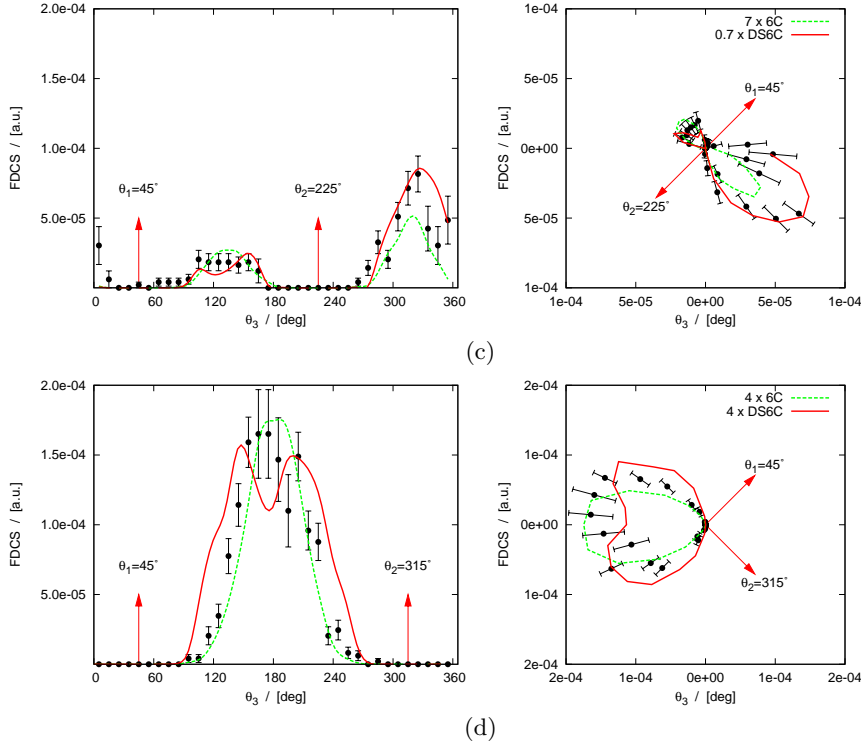 2.0e-04
1.5e-04
1.0e-04
5.0e-05
FDCS / [a.u.]
θ1=45°
θ2=225°
0 60 120 180 240 300 360
θ3 / [deg]
1e-04
5e-05
0e+00
5e-05
1e-04
FDCS / [a.u.]
7 x 6C
0.7 x DS6C
θ1=45°
θ2=225°
1e-04 5e-05 0e+00 5e-05 1e-04
θ3 / [deg]
(c)
2.0e-04
1.5e-04
1.0e-04
5.0e-05
FDCS / [a.u.]
θ1=45°
θ2=315°
0 60 120 180 240 300 360
θ3 / [deg]
2e-04
1e-04
0e+00
1e-04
2e-04
FDCS / [a.u.]
4 x 6C
4 x DS6C
θ1=45°
θ2=315°
2e-04 1e-04 0e+00 1e-04 2e-04
θ3 / [deg]
(d)